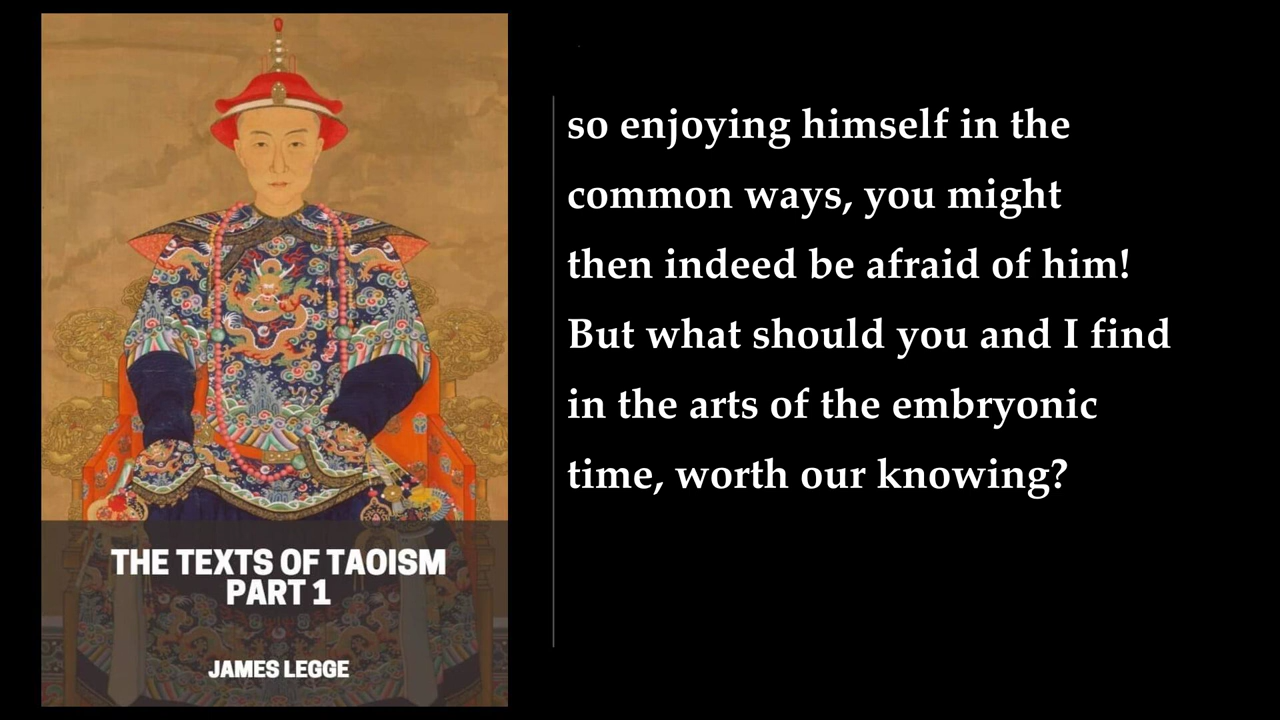 THE TEXTS OF TAOISM
PART 1
JAMES LEGGE
so enjoying himself in the
common ways, you might
then indeed be afraid of him!
But what should you and I find
in the arts of the embryonic
time, worth our knowing?